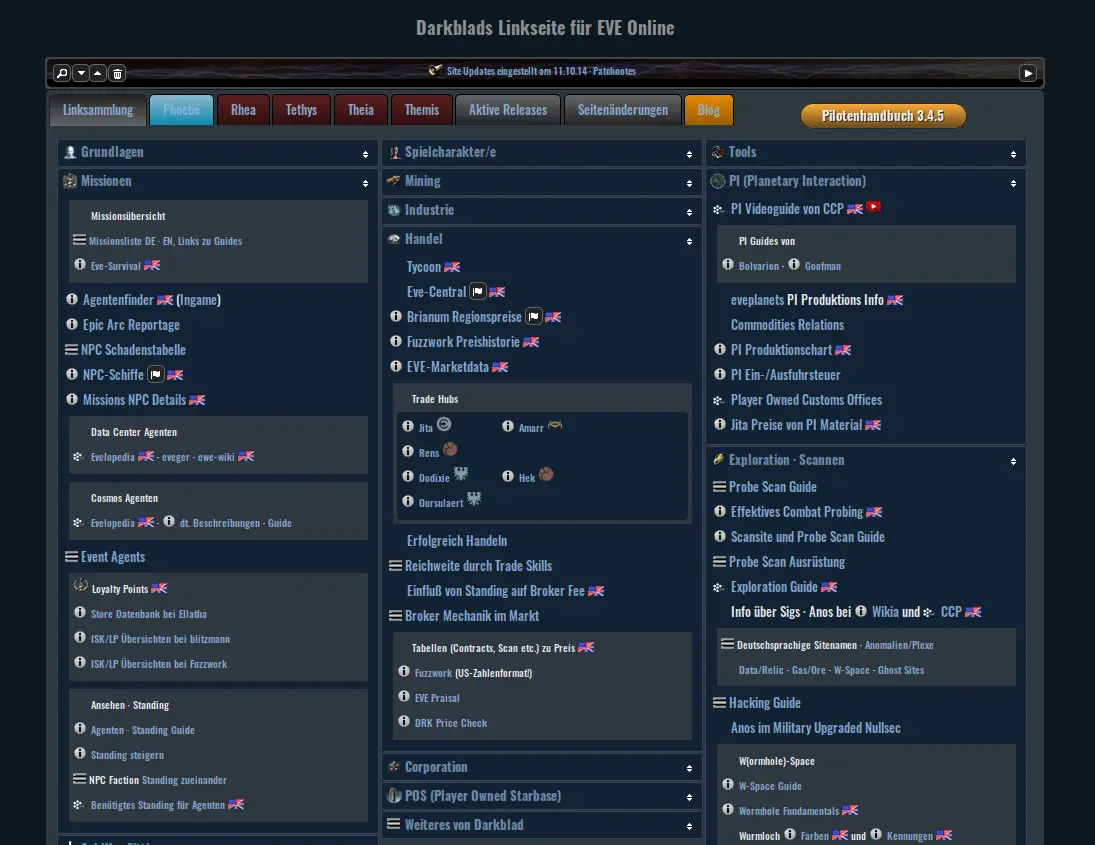 Darkblads Linkseite für EVE Online
Site Updates eingestellt am 11.10.14 · Patchnotes
Linksammlung
Phoebe
Rhea
Tethys
Theia
Themis
Aktive Releases
Seitenänderungen
Blog
Pilotenhandbuch 3.4.5
Grundlagen
Missionen
Missionsübersicht
Missionsliste DE · EN, Links zu Guides
Eve-Survival
Agentenfinder (Ingame)
Epic Arc Reportage
NPC Schadenstabelle
NPC-Schiffe
Missions NPC Details
Data Center Agenten
Evelopedia · eveger · ewe-wiki
Cosmos Agenten
Evelopedia · dt. Beschreibungen · Guide
Event Agents
Loyalty Points
Store Datenbank bei Ellatha
ISK/LP Übersichten bei blitzmann
ISK/LP Übersichten bei Fuzzwork
Ansehen · Standing
Agenten · Standing Guide
Standing steigern
NPC Faction Standing zueinander
Benötigtes Standing für Agenten
Spielcharakter/e
Mining
Industrie
Handel
Tycoon
Eve-Central
Brianum Regionspreise
Fuzzwork Preishistorie
EVE-Marketdata
Trade Hubs
Jita
Amarr
Rens
Dodixie
Hek
Oursulaert
Erfolgreich Handeln
Reichweite durch Trade Skills
Einfluß von Standing auf Broker Fee
Broker Mechanik im Markt
Tabellen (Contracts, Scan etc.) zu Preis
Fuzzwork (US-Zahlenformat!)
EVE Praisal
DRK Price Check
Corporation
POS (Player Owned Starbase)
Weiteres von Darkblad
Tools
PI (Planetary Interaction)
PI Videoguide von CCP
PI Guides von
Bolvarion · Goofman
eveplanets PI Produktions Info
Commodities Relations
PI Produktionschart
PI Ein-/Ausfuhrsteuer
Player Owned Customs Offices
Jita Preise von PI Material
Exploration · Scannen
Probe Scan Guide
Effektives Combat Probing
Scansite und Probe Scan Guide
Probe Scan Ausrüstung
Exploration Guide
Info über Sigs · Anos bei Wikia und CCP
Deutschsprachige Sitenamen · Anomalien/Plexe
Data/Relic · Gas/Ore · W-Space · Ghost Sites
Hacking Guide
Anos im Military Upgraded Nullsec
W(ormhole)-Space
W-Space Guide
Wormhole Fundamentals
Wurmloch Farben und Kennungen